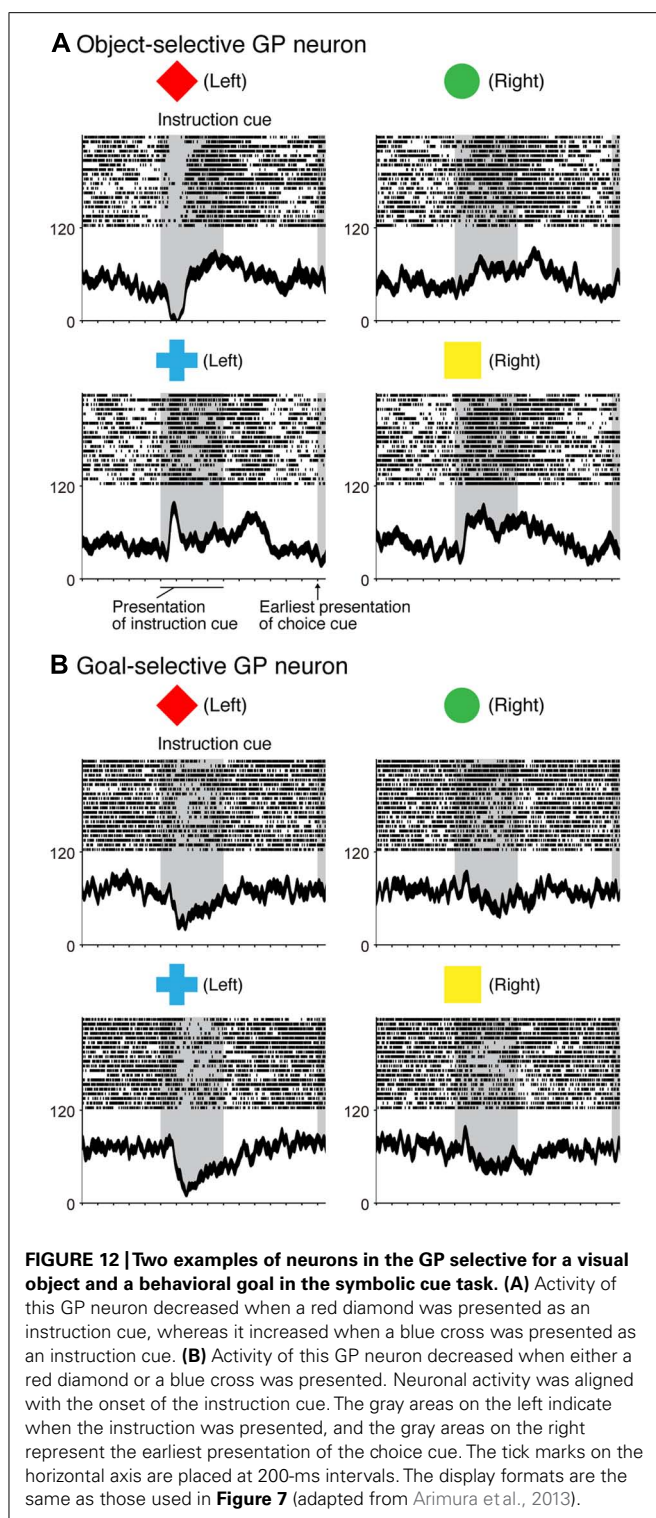 A Object-selective GP neuron
(Left) (Right)
Instruction cue
120
0
120
0
(Left) (Right)
120
0
120
0
Presentation
of instruction cue
Earliest presentation
of choice cue
B Goal-selective GP neuron
(Left) (Right)
Instruction cue
120
0
120
0
(Left) (Right)
120
0
120
0
FIGURE 12 | Two examples of neurons in the GP selective for a visual
object and a behavioral goal in the symbolic cue task. (A) Activity of
this GP neuron decreased when a red diamond was presented as an
instruction cue, whereas it increased when a blue cross was presented as
an instruction cue. (B) Activity of this GP neuron decreased when either a
red diamond or a blue cross was presented. Neuronal activity was aligned
with the onset of the instruction cue. The gray areas on the left indicate
when the instruction was presented, and the gray areas on the right
represent the earliest presentation of the choice cue. The tick marks on the
horizontal axis are placed at 200-ms intervals. The display formats are the
same as those used in Figure 7 (adapted from Arimura et al., 2013).